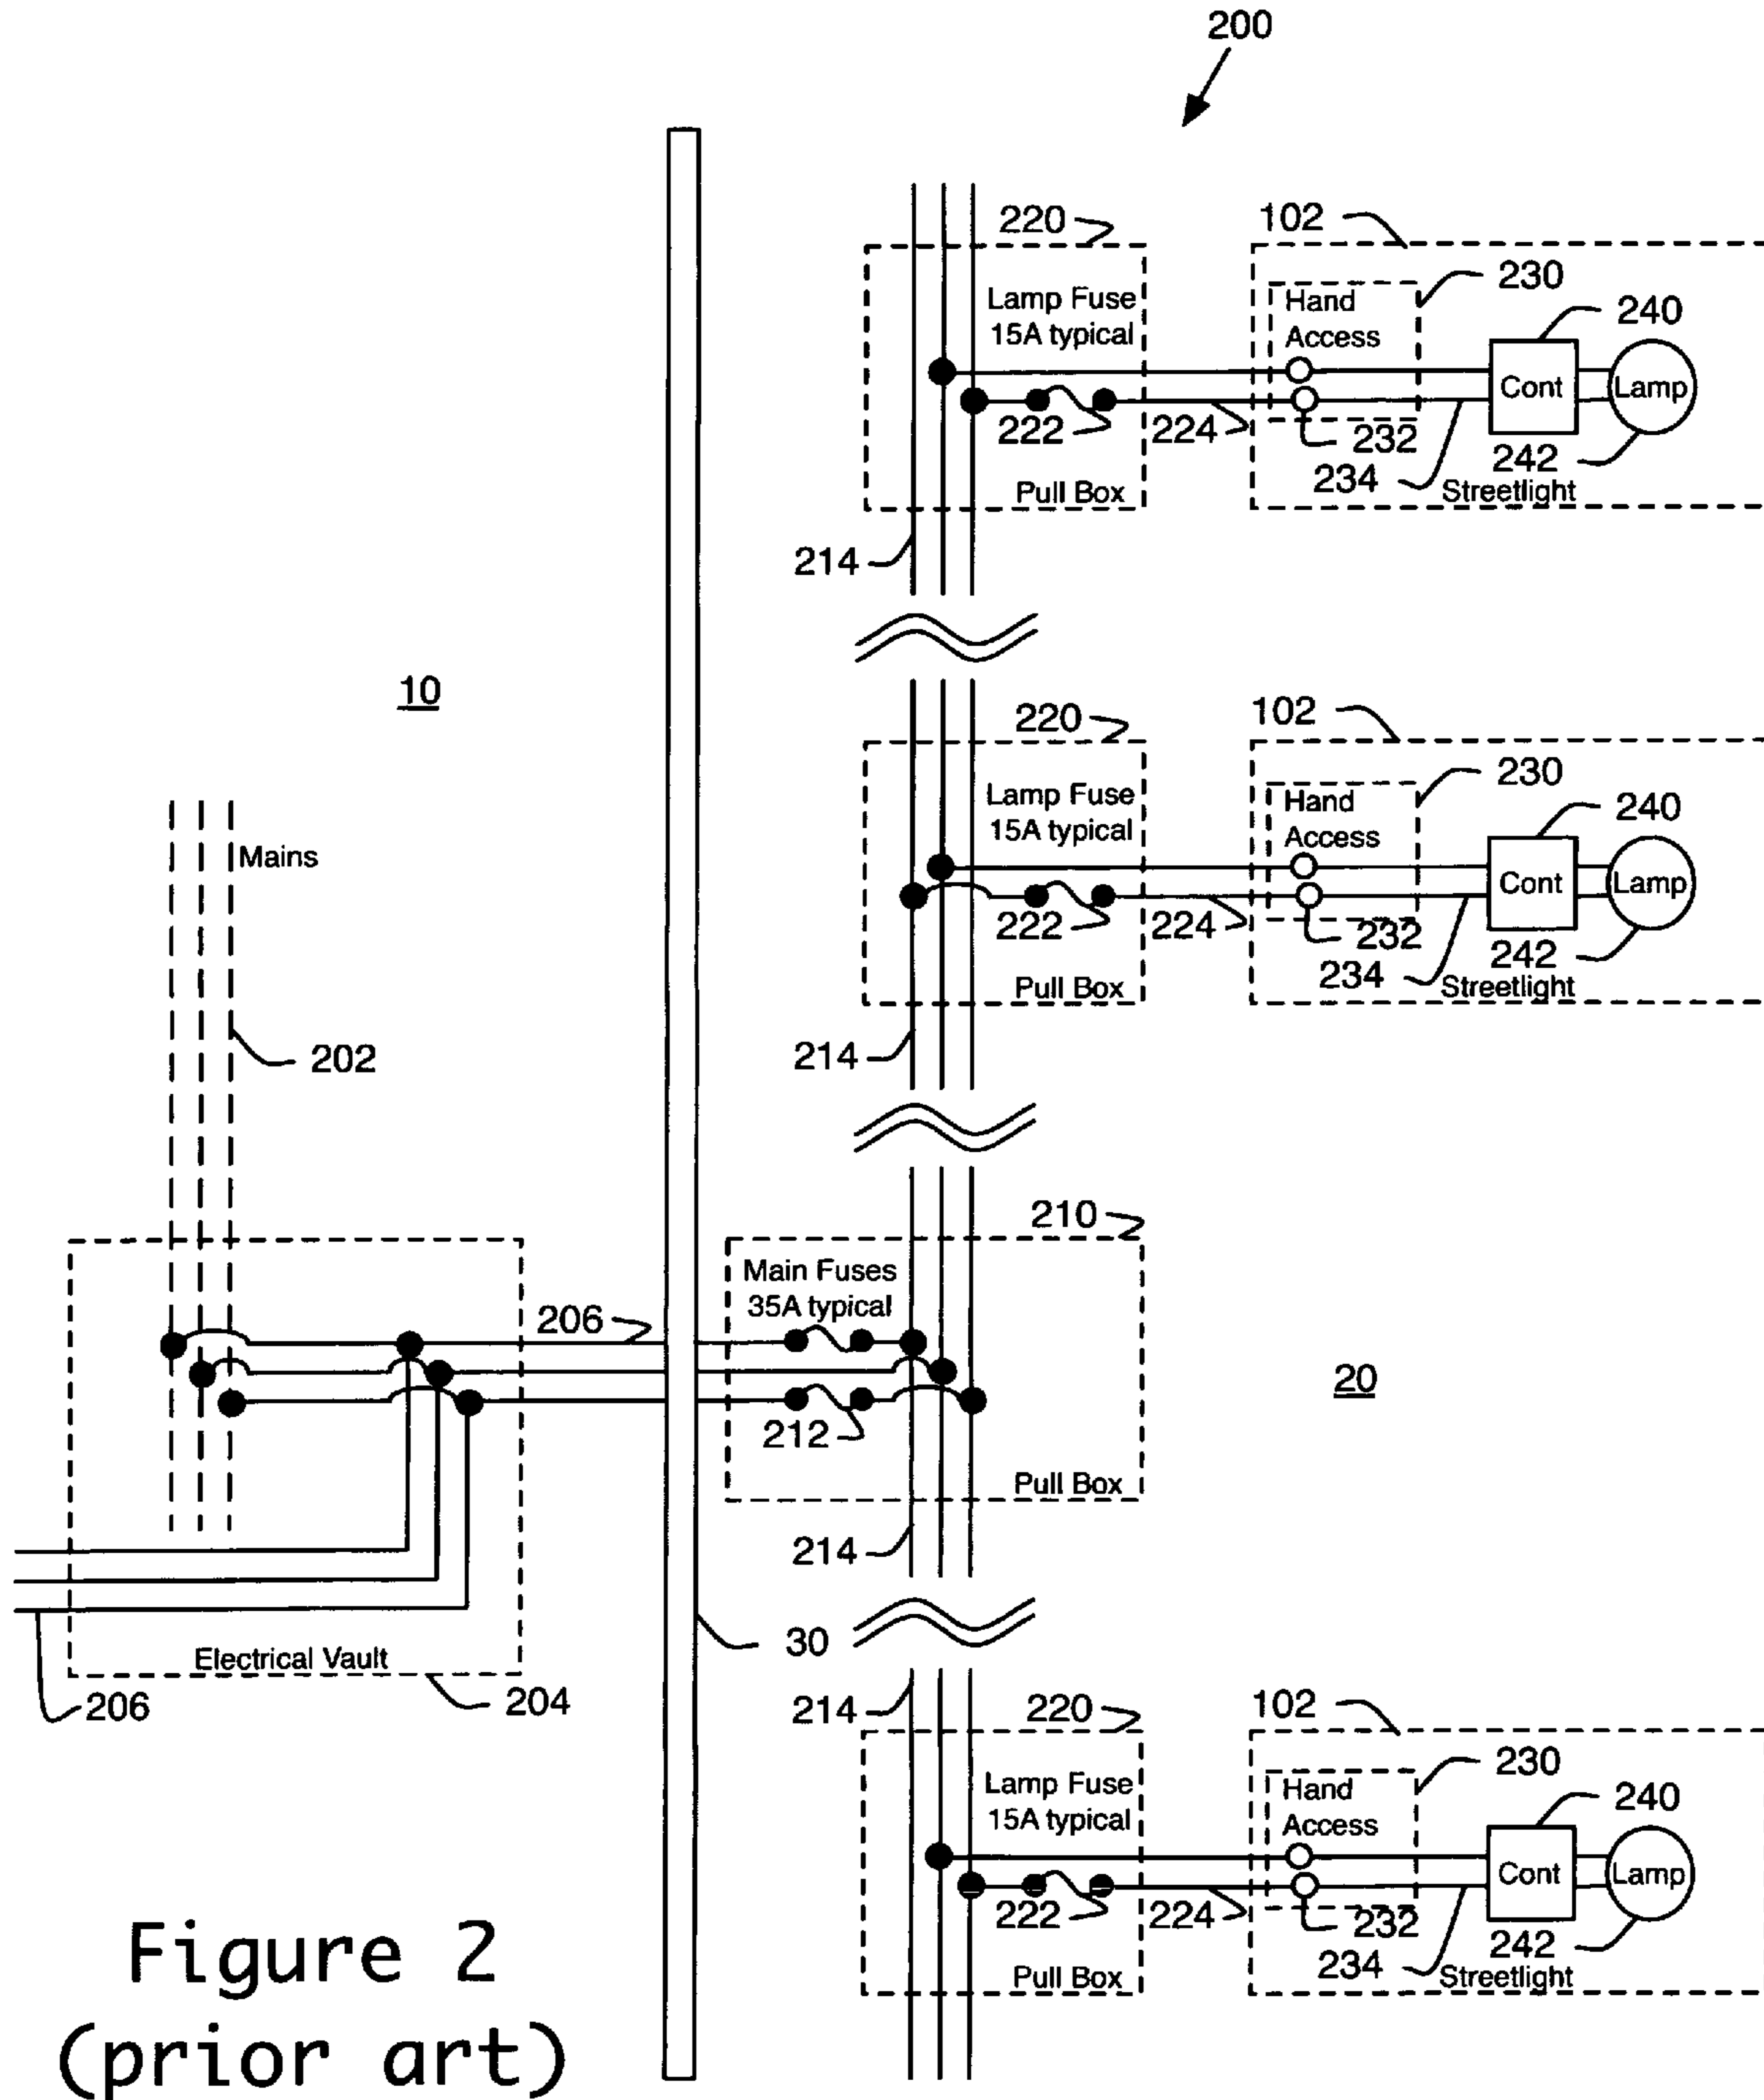 200
220
102
230
Lamp Fuse
15A typical
Hand
Access
240
Cont
Lamp
222
224
232
242
234
Streetlight
Pull Box
214
10
220
102
230
Lamp Fuse
15A typical
Hand
Access
240
Cont
Lamp
Mains
222
224
232
242
234
Streetlight
Pull Box
202
214
210
Main Fuses
35A typical
206
20
212
Pull Box
214
30
Electrical Vault
206
204
214
220
102
230
Lamp Fuse
15A typical
Hand
Access
240
Cont
Lamp
222
224
232
242
234
Streetlight
Pull Box
Figure 2
(prior art)